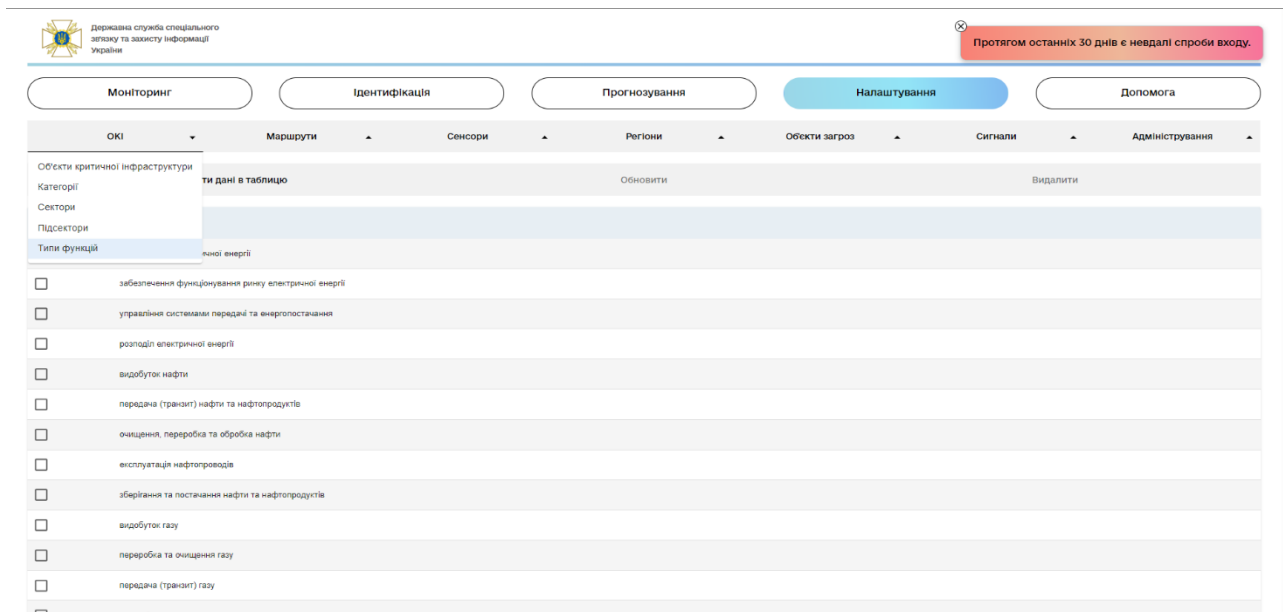 Державна служба спеціального
зв'язку та захисту інформації
України
Протягом останніх 30 днів є невдалі спроби входу.
Моніторинг
Ідентифікація
Прогнозування
Налаштування
Допомога
ОКІ
Маршрути
Сенсори
Регіони
Об'єкти загроз
Сигнали
Адміністрування
Об'єкти критичної інфраструктури
Категорії
Сектори
Підсектори
Типи функцій
дані в таблицю
Обновити
Видалити
енергії
забезпечення функціонування ринку електричної енергії
управління системами передачі та енергопостачання
розподіл електричної енергії
видобуток нафти
передача (транзит) нафти та нафтопродуктів
очищення, переробка та обробка нафти
експлуатація нафтопроводів
зберігання та постачання нафти та нафтопродуктів
видобуток газу
переробка та очищення газу
передача (транзит) газу